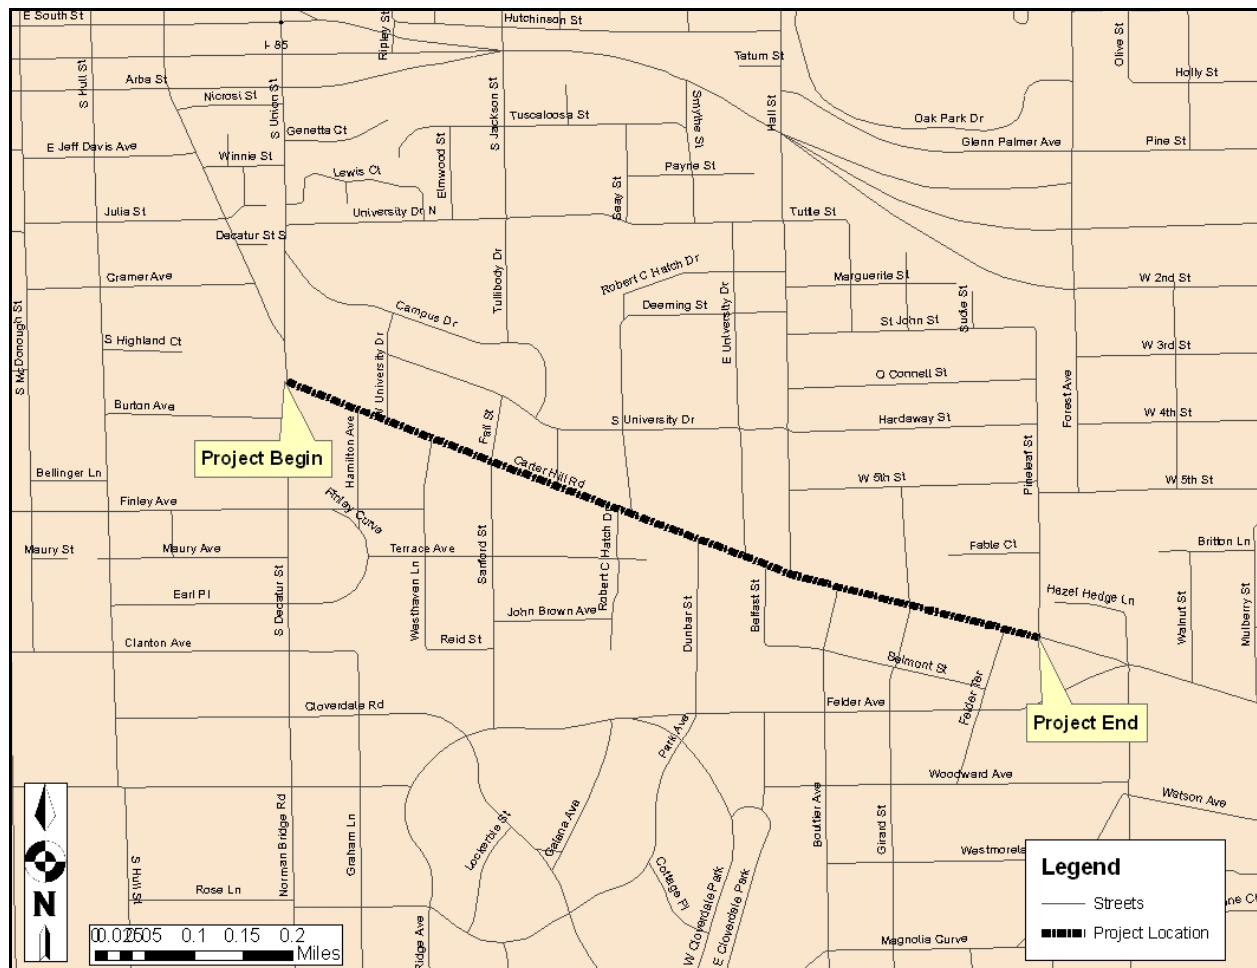 E South St
Hutchinson St
Ripley St
Olive St
I- 85
Tatum St
Holly St
S Hull St
Arba St
Nicrosi St
S Union St
S Jackson St
Smythe St
Hall St
Tuscaloosa St
Oak Park Dr
Genetta Ct
Glenn Palmer Ave
Pine St
E Jeff Davis Ave
Winnie St
Elmwood St
Payne St
Lewis Ct
Seay St
Julia St
University Dr N
Tuttle St
Decatur St S
Cramer Ave
Tullibody Dr
Robert C Hatch Dr
E University Dr
Marguerite St
W 2nd St
Deeming St
Campus Dr
Sudie St
St John St
S McDonough St
S Highland Ct
W University Dr
W 3rd St
O Connell St
Forest Ave
Burton Ave
Fall St
S University Dr
Hardaway St
W 4th St
Project Begin
Hamilton Ave
Carter Hill Rd
Pineleaf St
Bellinger Ln
W 5th St
W 5th St
Finley Ave
Finley Curve
Robert C Hatch Dr
Maury St
Maury Ave
Terrace Ave
Sanford St
Fable Ct
Britton Ln
Earl Pl
S Decatur St
Westhaven Ln
John Brown Ave
Dunbar St
Belfast St
Hazel Hedge Ln
Walnut St
Mulberry St
Clanton Ave
Reid St
Belmont St
Cloverdale Rd
Park Ave
Felder Ave
Felder Ter
Project End
Woodward Ave
Watson Ave
Norman Bridge Rd
Graham Ln
Lockerbie St
Galena Ave
Boultier Ave
Girard St
S Hull St
Rose Ln
Cottage Pl
W Cloverdale Park
E Cloverdale Park
Westmorela
Ridge Ave
Magnolia Curve
ne C
N
0 0.025 0.05 0.1 0.15 0.2
Miles
Legend
Streets
Project Location